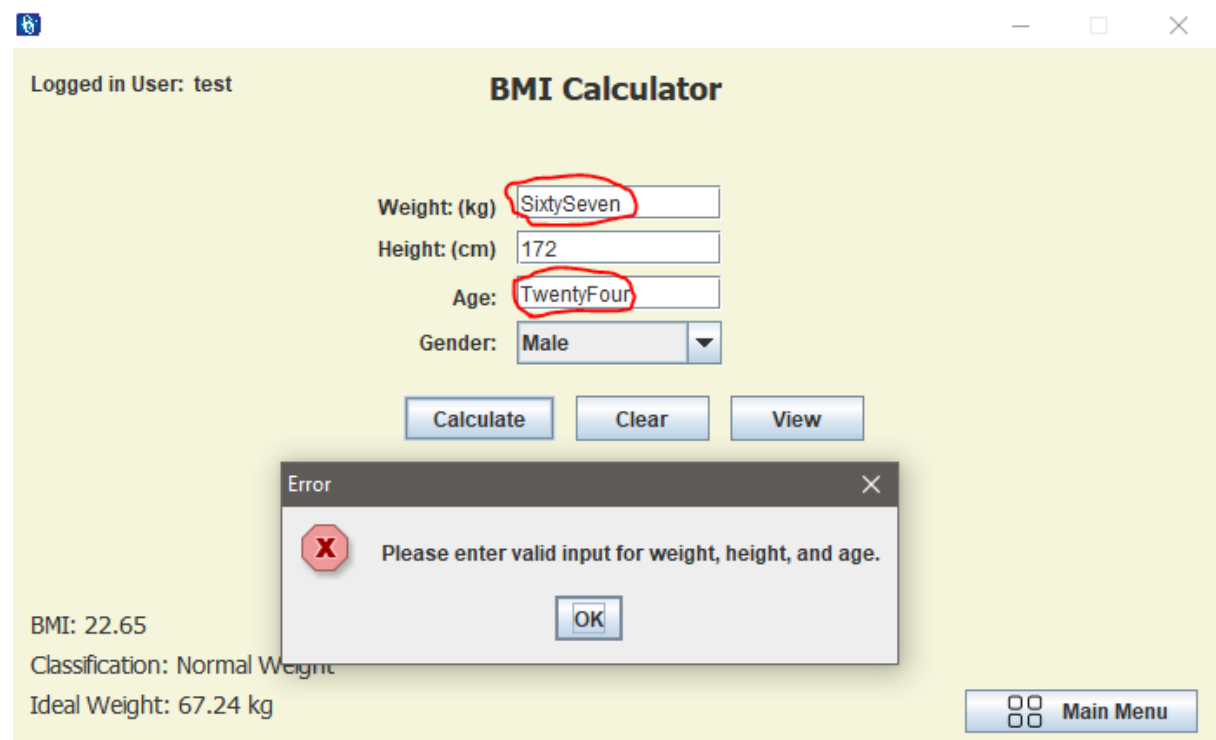 Logged in User: test
BMI Calculator
Weight: (kg) SixtySeven
Height: (cm) 172
Age: TwentyFour
Gender: Male
Calculate Clear View
Error
Please enter valid input for weight, height, and age.
OK
BMI: 22.65
Classification: Normal Weight
Ideal Weight: 67.24 kg
Main Menu